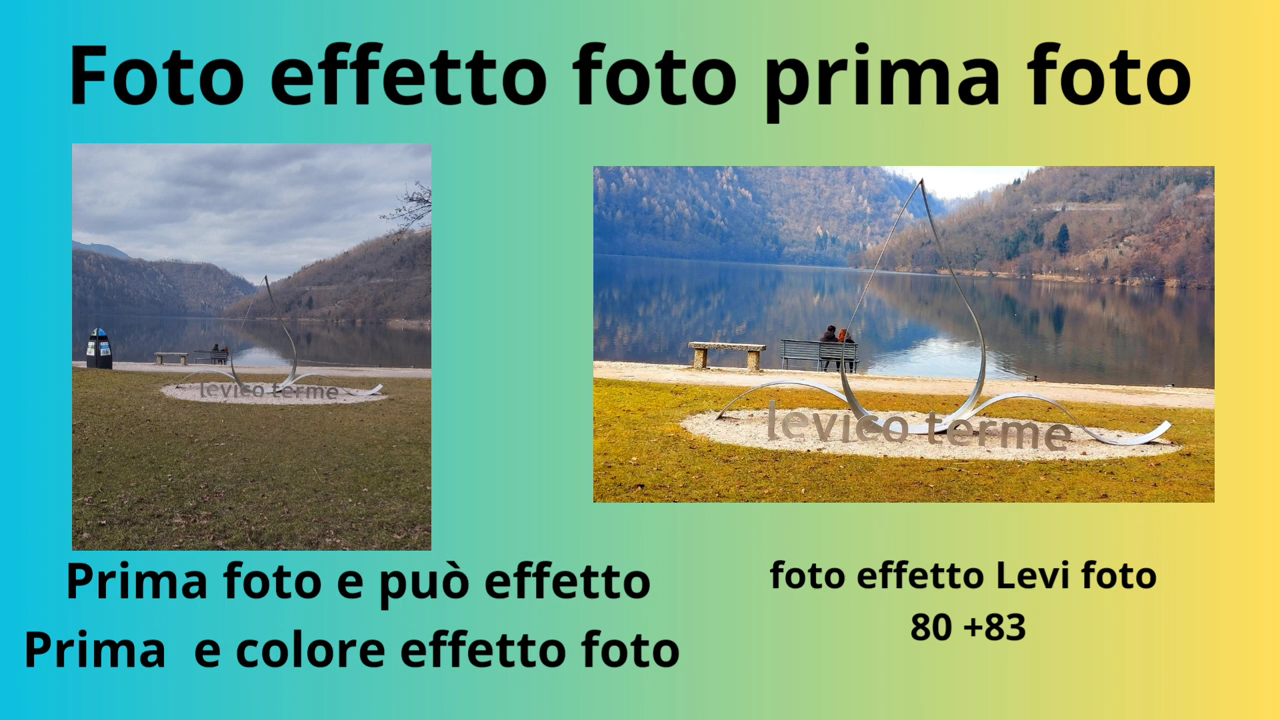 Foto effetto foto prima foto
levico terme
levico terme
Prima foto e può effetto
Prima e colore effetto foto
foto effetto Levi foto
80 +83